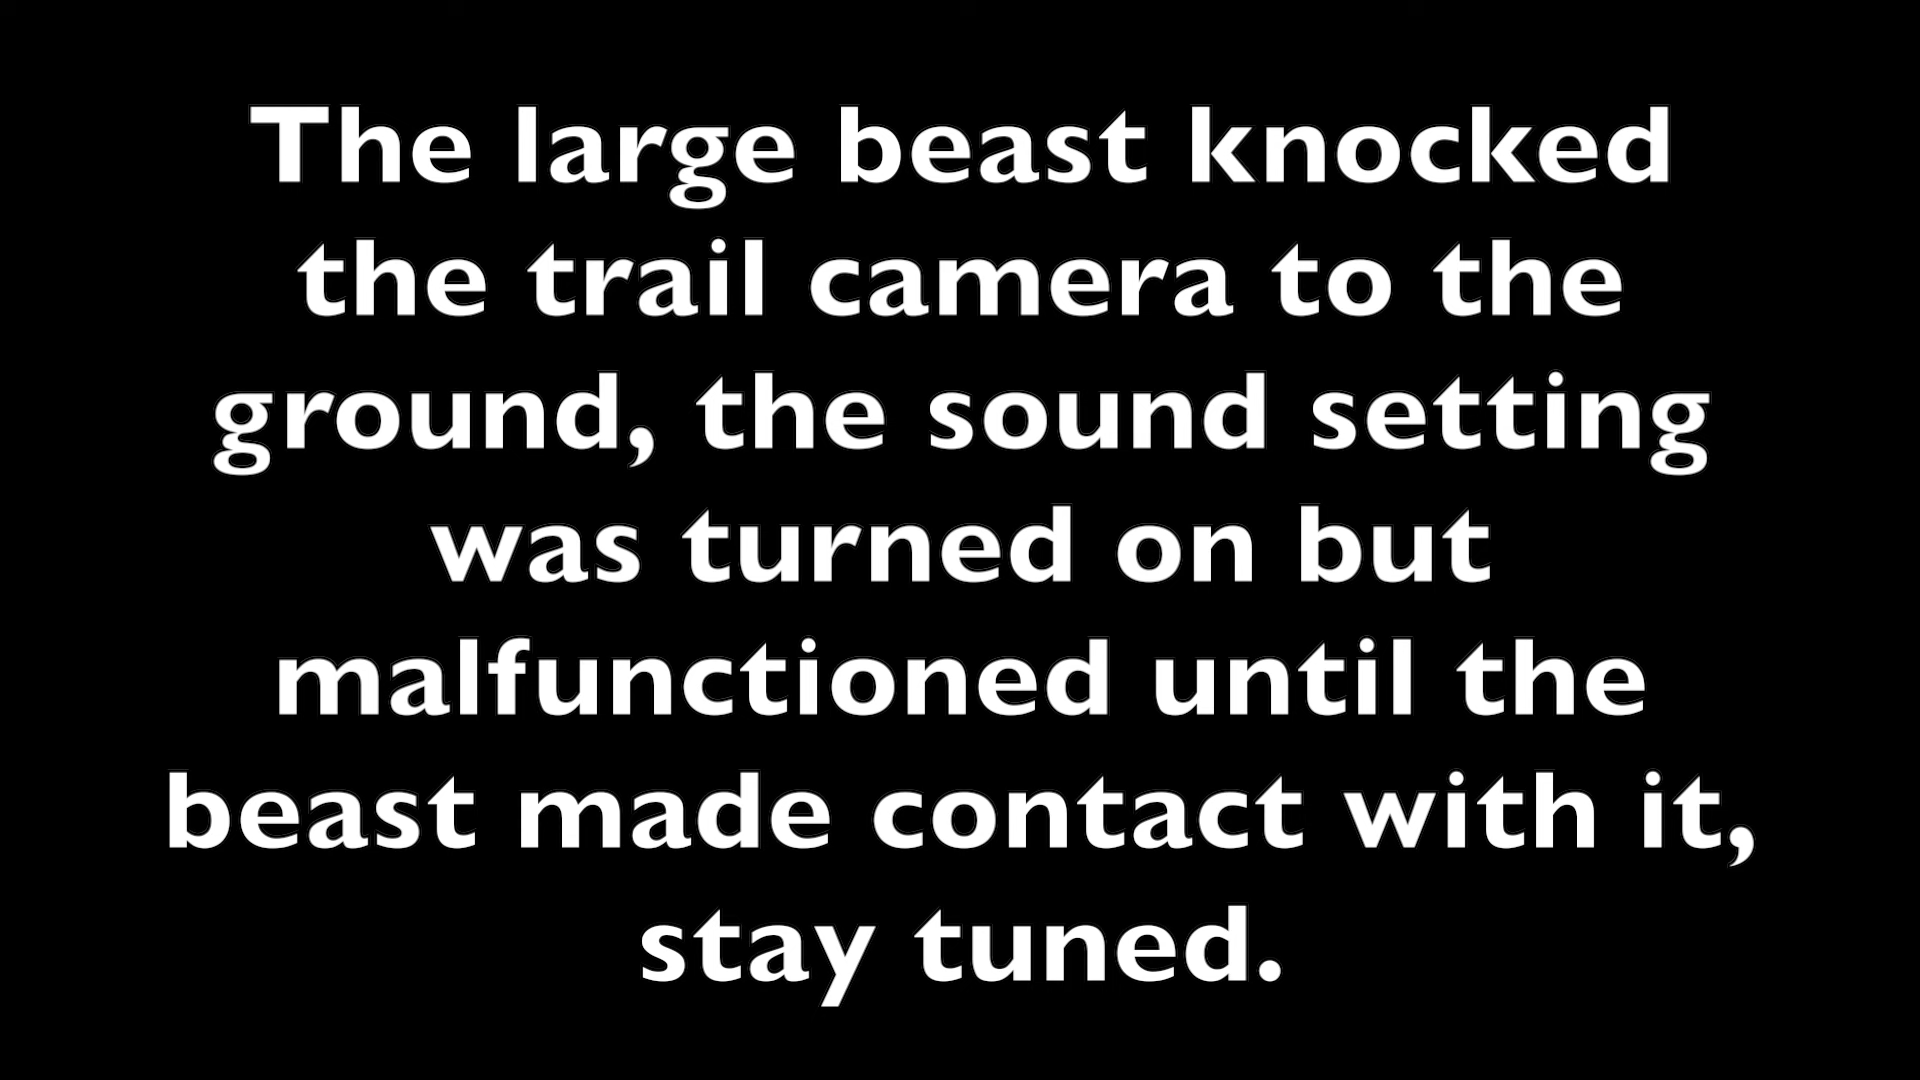 The large beast knocked
the trail camera to the
ground, the sound setting
was turned on but
malfunctioned until the
beast made contact with it,
stay tuned.